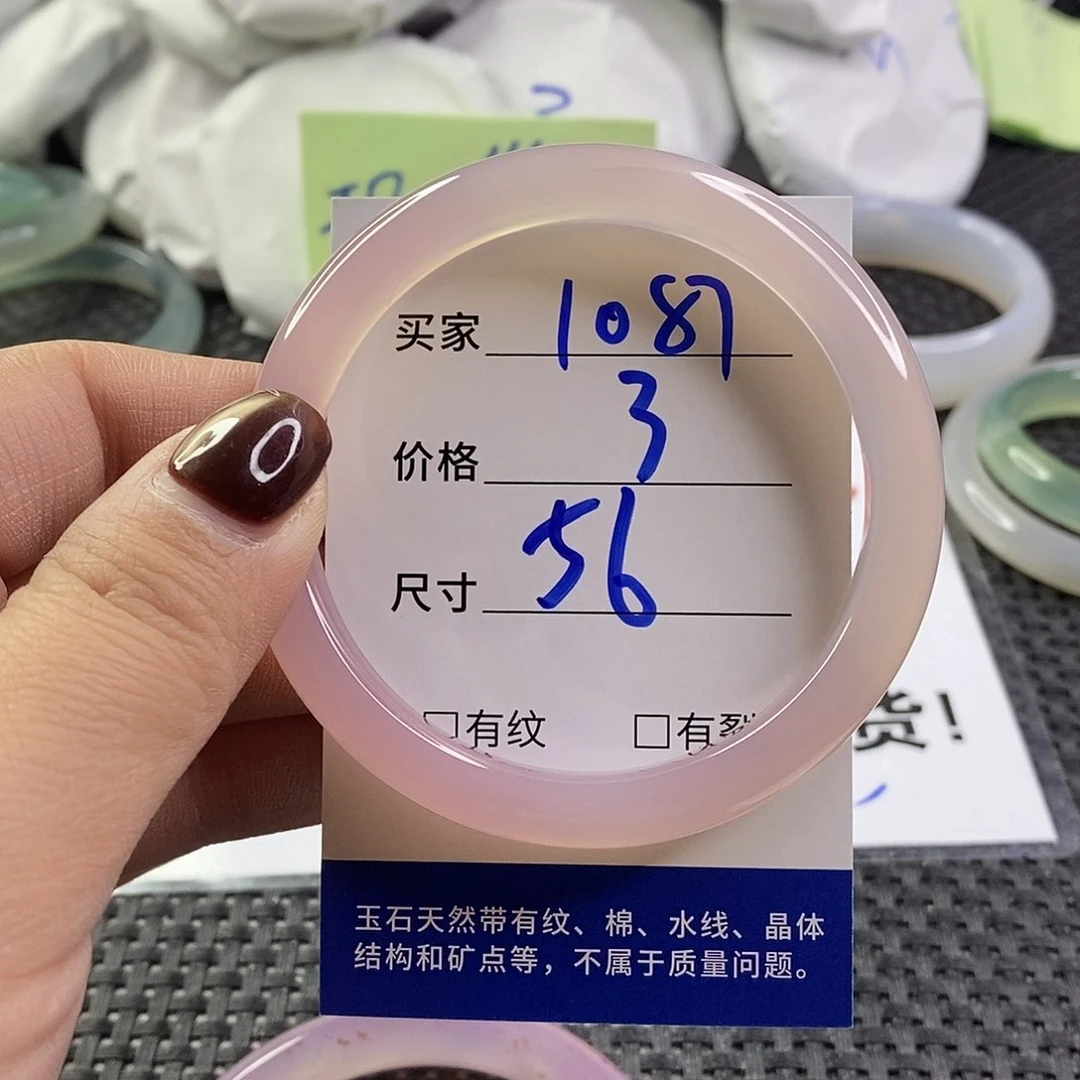 买家 1087
价格 3
尺寸 56
□有纹 □有裂
玉石天然带有纹、棉、水线、晶体
结构和矿点等，不属于质量问题。
货！